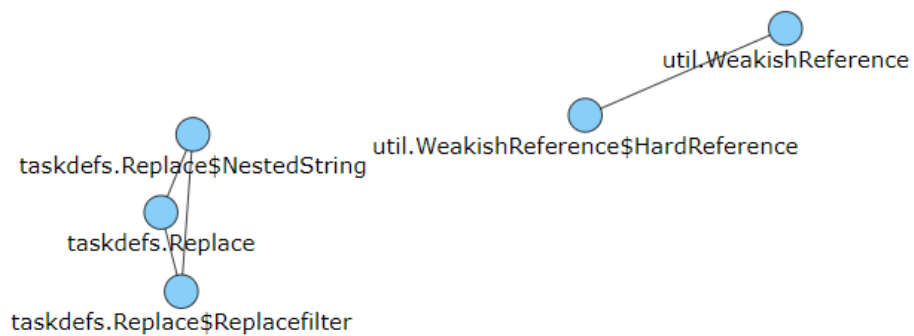 util.WeakishReference
util.WeakishReference$HardReference
taskdefs.Replace$NestedString
taskdefs.Replace
taskdefs.Replace$Replacefilter